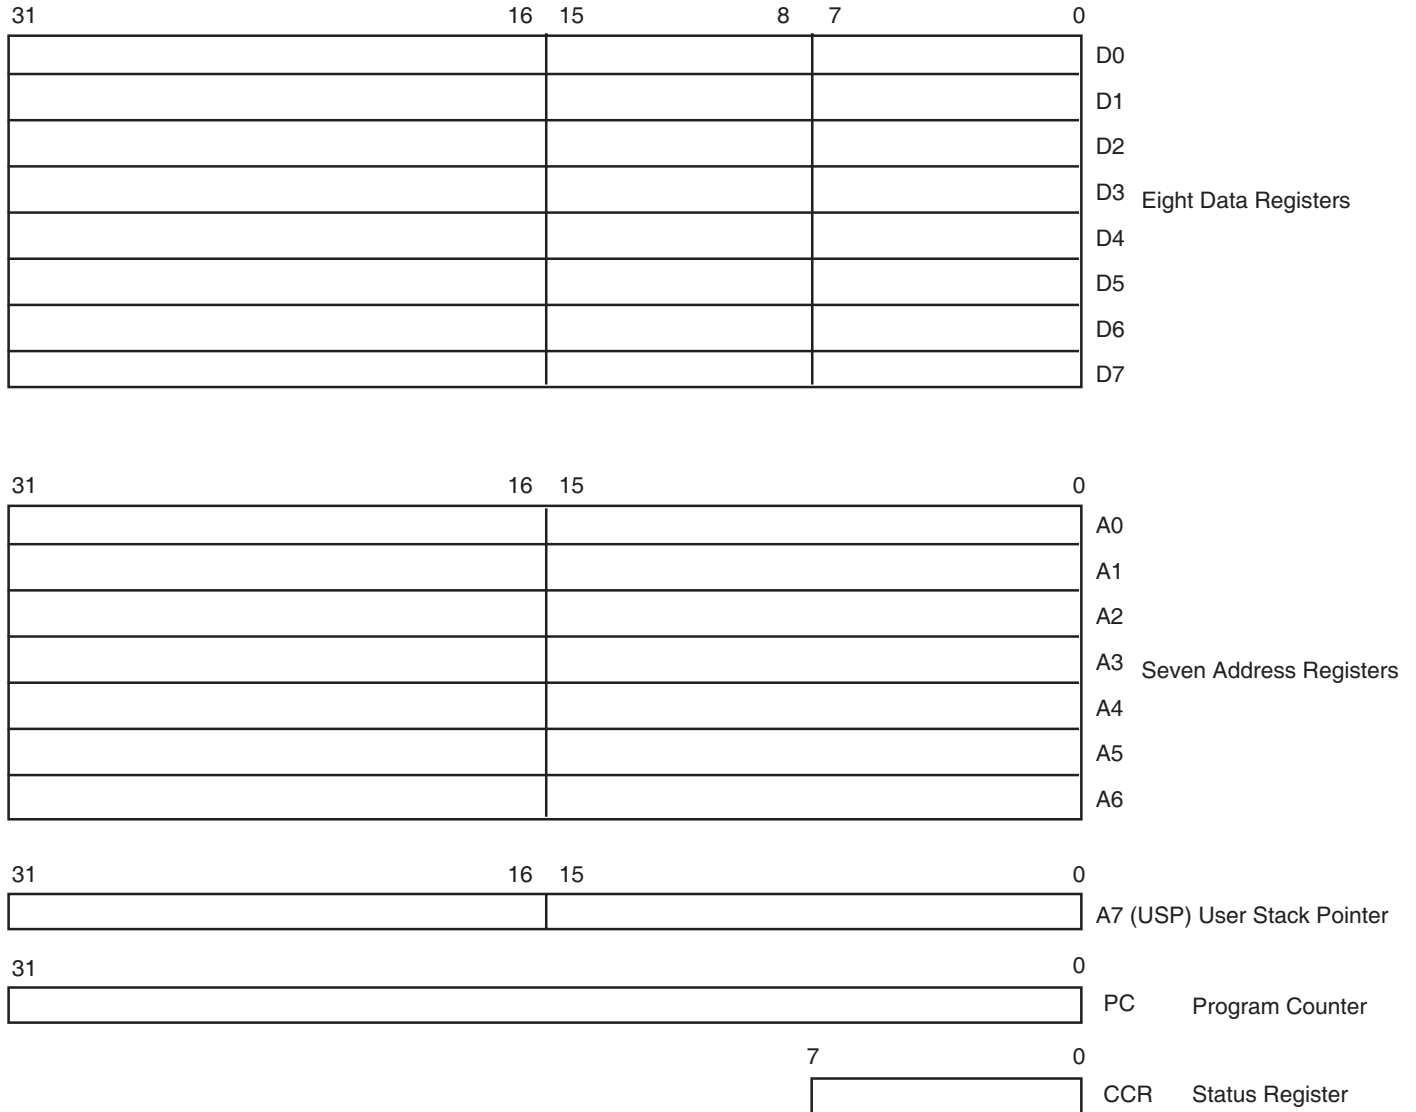 31 16 15 8 7 0
D0
D1
D2
D3 Eight Data Registers
D4
D5
D6
D7
31 16 15 0
A0
A1
A2
A3 Seven Address Registers
A4
A5
A6
31 16 15 0
A7 (USP) User Stack Pointer
31 0
PC Program Counter
7 0
CCR Status Register